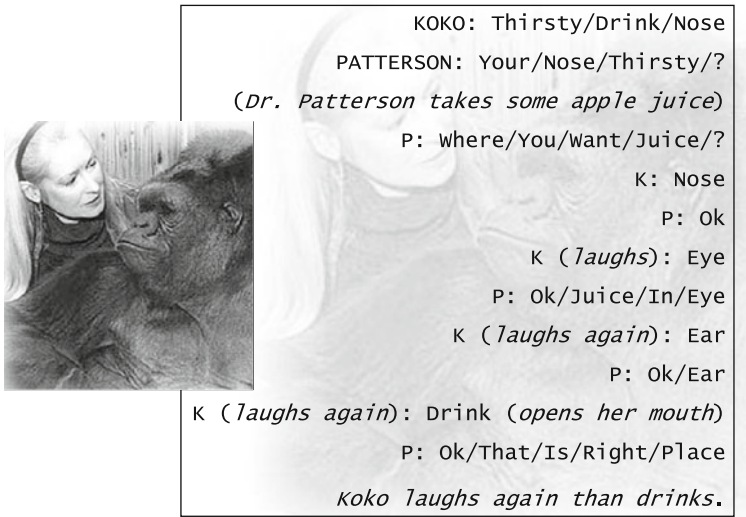 KOKO: Thirsty/Drink/Nose
PATTERSON: Your/Nose/Thirsty/?
(Dr. Patterson takes some apple juice)
P: Where/You/Want/Juice/?
K: Nose
P: Ok
K (laughs): Eye
P: Ok/Juice/In/Eye
K (laughs again): Ear
P: Ok/Ear
K (laughs again): Drink (opens her mouth)
P: Ok/That/Is/Right/Place
Koko laughs again than drinks.